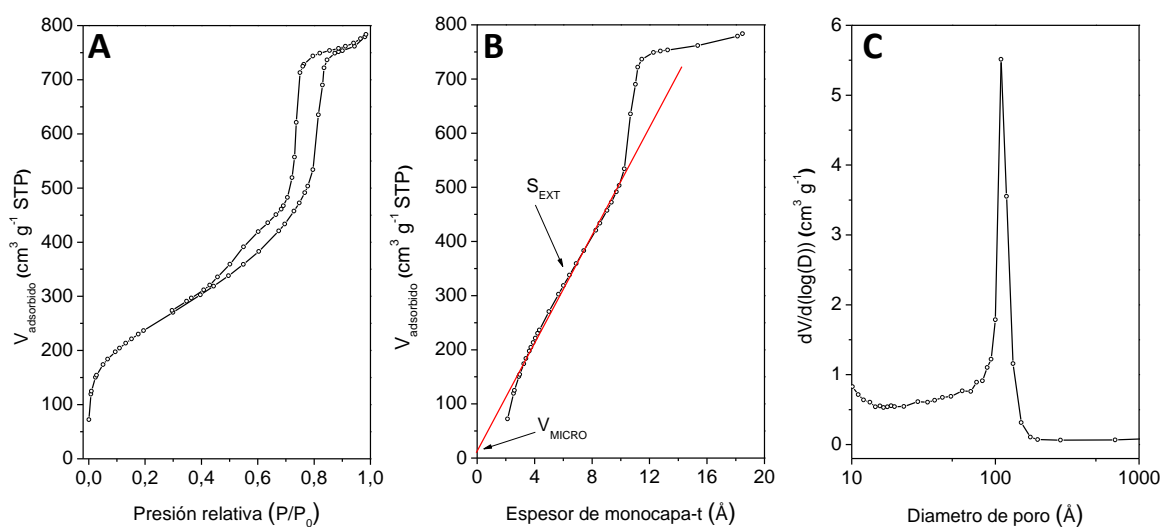 A
800
700
600
500
400
300
200
100
0
V adsorbido (cm³ g⁻¹ STP)
0,0 0,2 0,4 0,6 0,8 1,0
Presión relativa (P/P₀)
B
800
700
600
500
400
300
200
100
0
V adsorbido (cm³ g⁻¹ STP)
S EXT
V MICRO
0 4 8 12 16 20
Espesor de monocapa-t (Å)
C
6
5
4
3
2
1
0
dV/d(log(D)) (cm³ g⁻¹)
10 100 1000
Diametro de poro (Å)